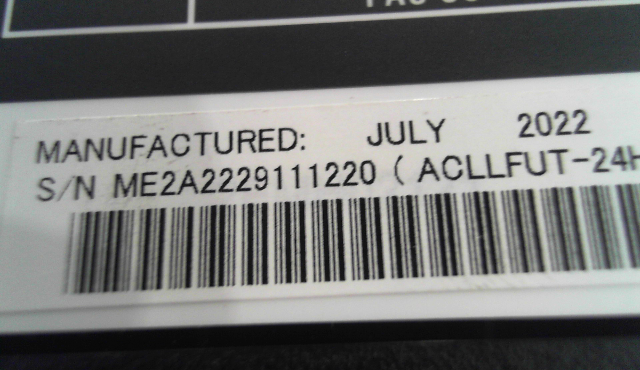 MANUFACTURED: JULY 2022
S/N ME2A2229111220 ( ACLLFUT-24H